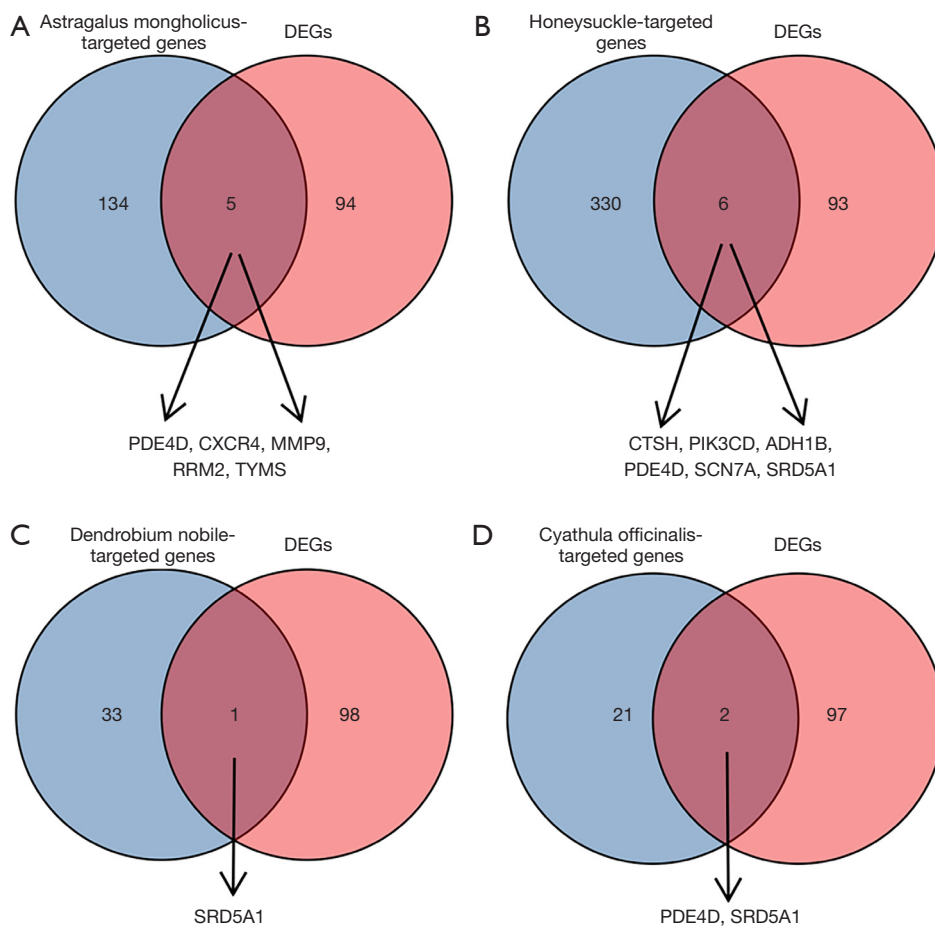 A
Astragalus mongholicus-
targeted genes
DEGs
134
5
94
PDE4D, CXCR4, MMP9,
RRM2, TYMS
B
Honeysuckle-targeted
genes
DEGs
330
6
93
CTSH, PIK3CD, ADH1B,
PDE4D, SCN7A, SRD5A1
C
Dendrobium nobile-
targeted genes
DEGs
33
1
98
SRD5A1
D
Cyathula officinalis-
targeted genes
DEGs
21
2
97
PDE4D, SRD5A1